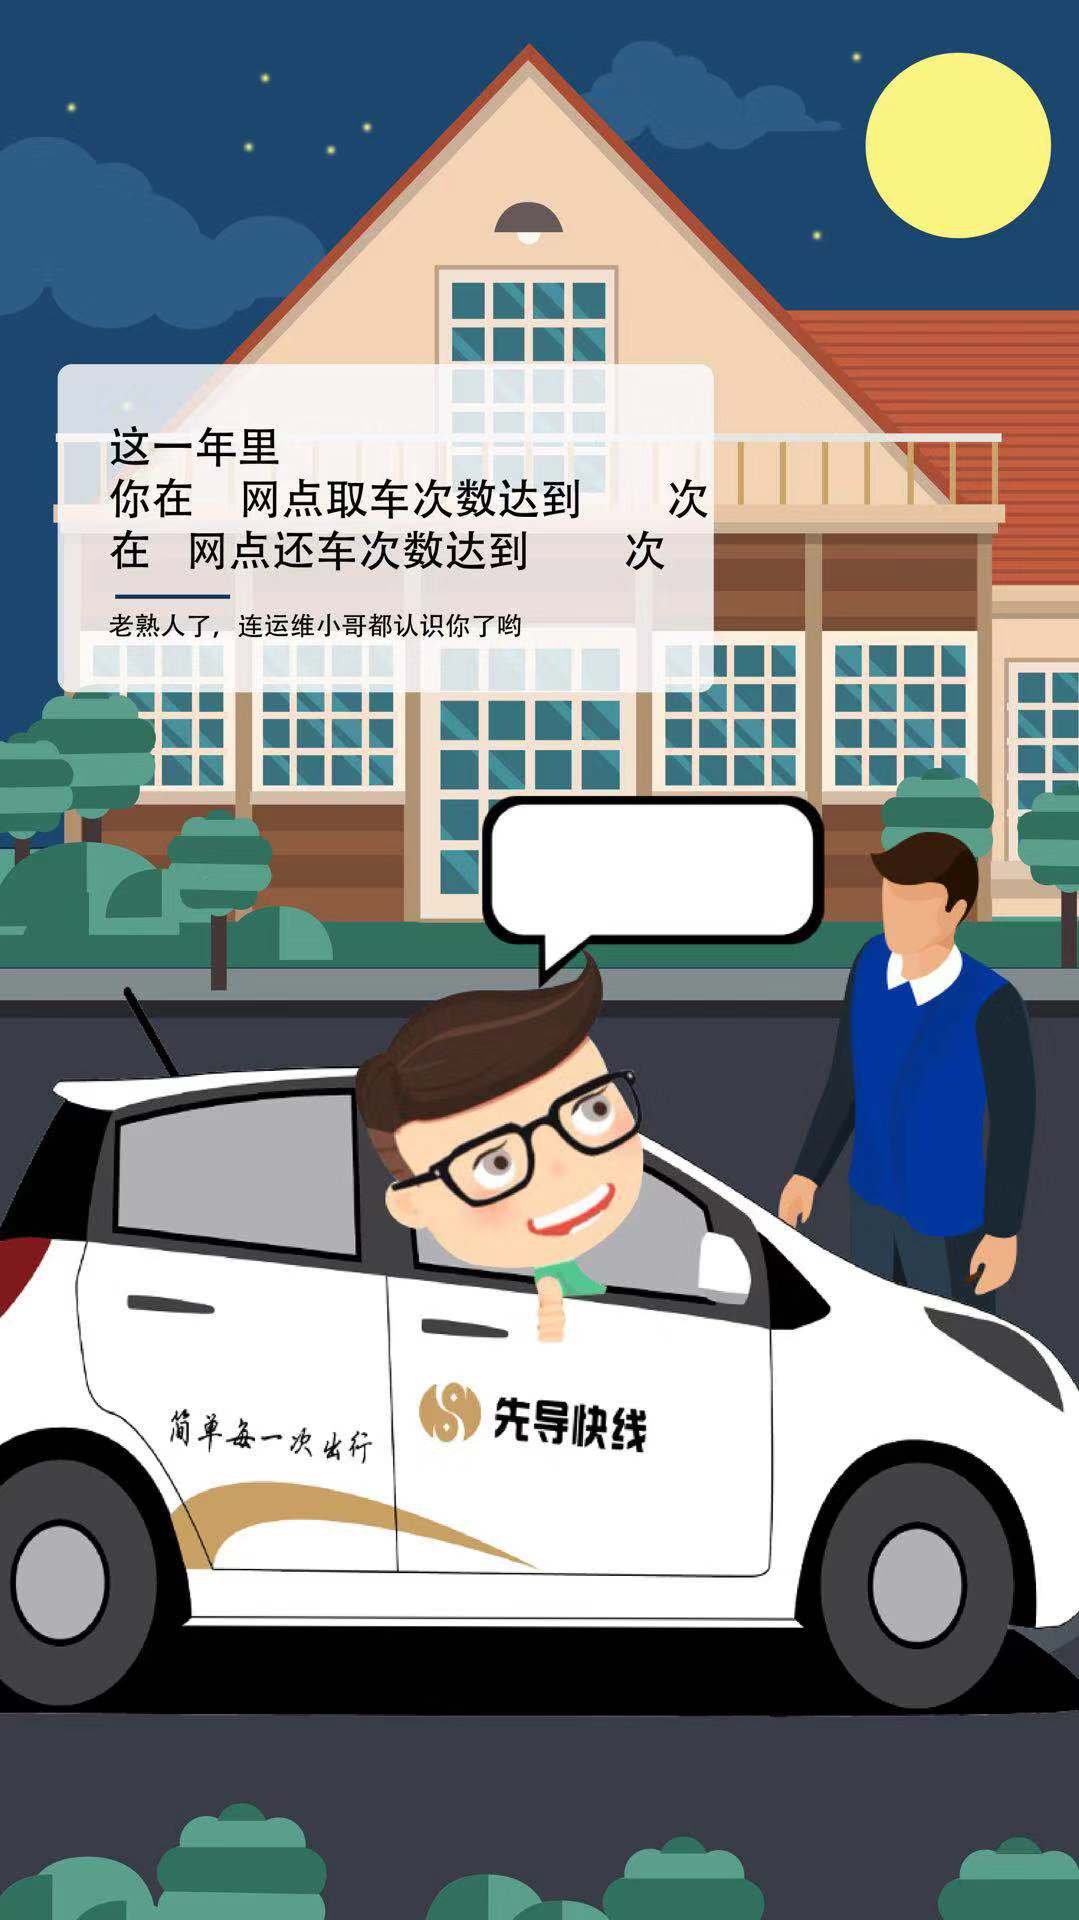 这一年里
你在 网点取车次数达到 次
在 网点还车次数达到 次
老熟人了，连运维小哥都认识你了哟
先导快线
简单每一次出行